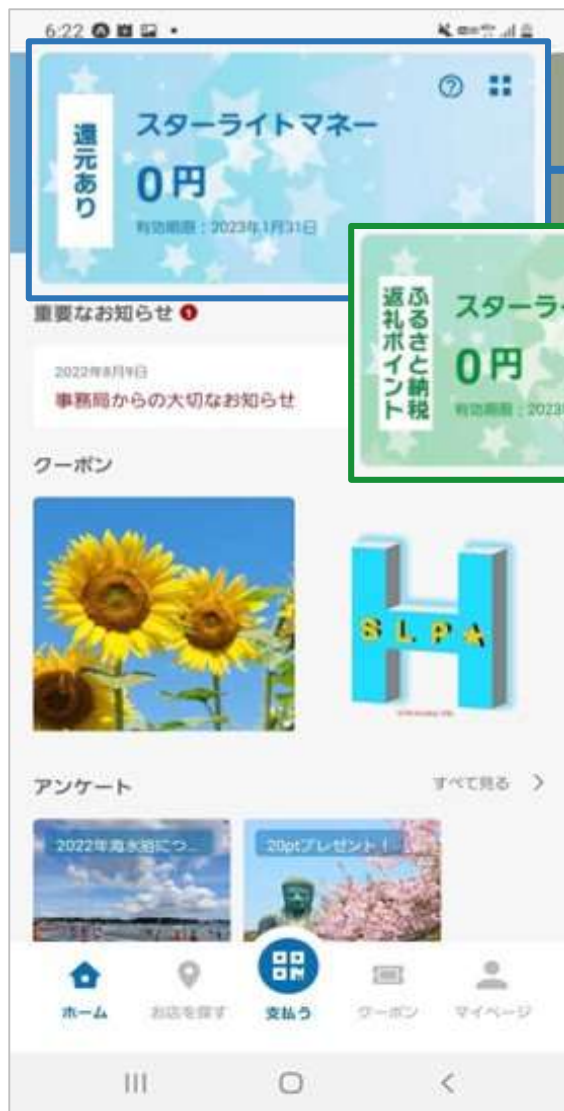 6:22
還元あり
スターライトマネー
0円
有効期限：2023年1月31日
ふるさと納税
返礼ポイント
スターラ
0円
有効期限：2023
重要なお知らせ 1
2022年8月9日
事務局からの大切なお知らせ
クーポン
SLPA
アンケート
すべて見る
2022年海水浴につ...
20ptプレゼント！
ホーム
お店を探す
支払う
クーポン
マイページ